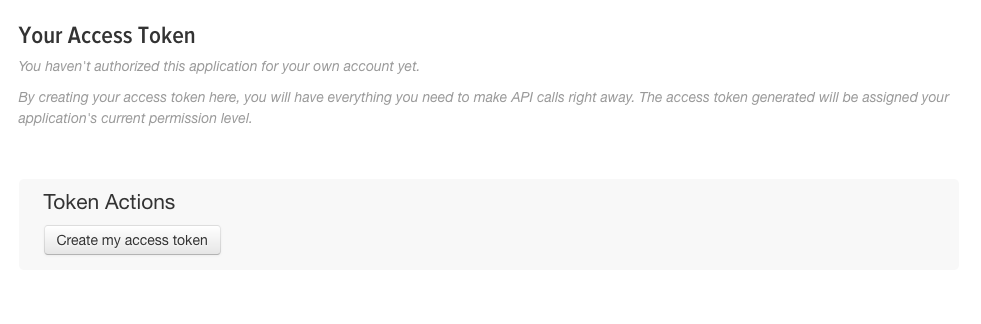 Your Access Token
You haven't authorized this application for your own account yet.
By creating your access token here, you will have everything you need to make API calls right away. The access token generated will be assigned your
application's current permission level.
Token Actions
Create my access token